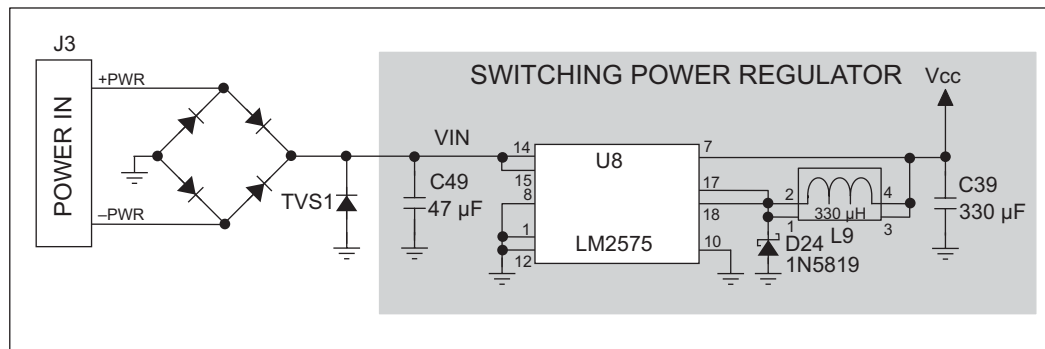 J3
POWER IN
+PWR
–PWR
TVS1
SWITCHING POWER REGULATOR
VIN
C49
47 µF
14
15
8
1
12
U8
LM2575
7
17
18
10
2
4
330 µH
1
3
L9
D24
1N5819
Vcc
C39
330 µF